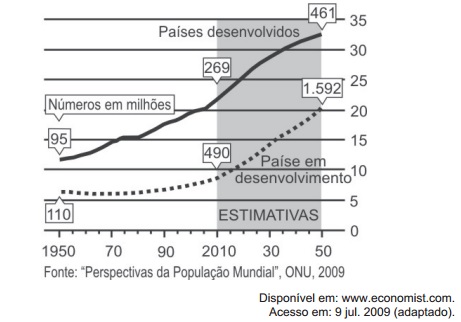 461
35
Países desenvolvidos
30
269
25
1.592
Números em milhões
20
95
15
490
País em
10
desenvolvimento
110
5
ESTIMATIVAS
0
1950 70 90 2010 30 50
Fonte: “Perspectivas da População Mundial”, ONU, 2009
Disponível em: www.economist.com.
Acesso em: 9 jul. 2009 (adaptado).